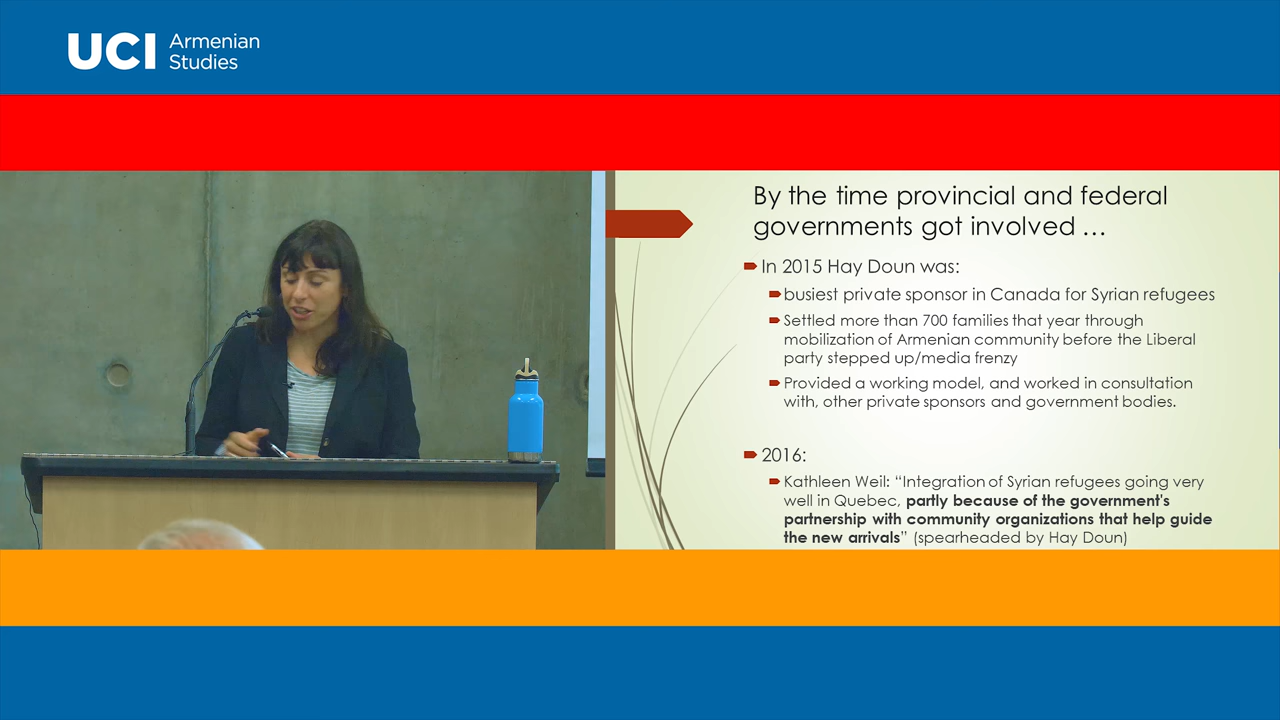 UCI Armenian
Studies
By the time provincial and federal
governments got involved …
In 2015 Hay Doun was:
busiest private sponsor in Canada for Syrian refugees
Settled more than 700 families that year through
mobilization of Armenian community before the Liberal
party stepped up/media frenzy
Provided a working model, and worked in consultation
with, other private sponsors and government bodies.
2016:
Kathleen Weil: “Integration of Syrian refugees going very
well in Quebec, partly because of the government's
partnership with community organizations that help guide
the new arrivals” (spearheaded by Hay Doun)